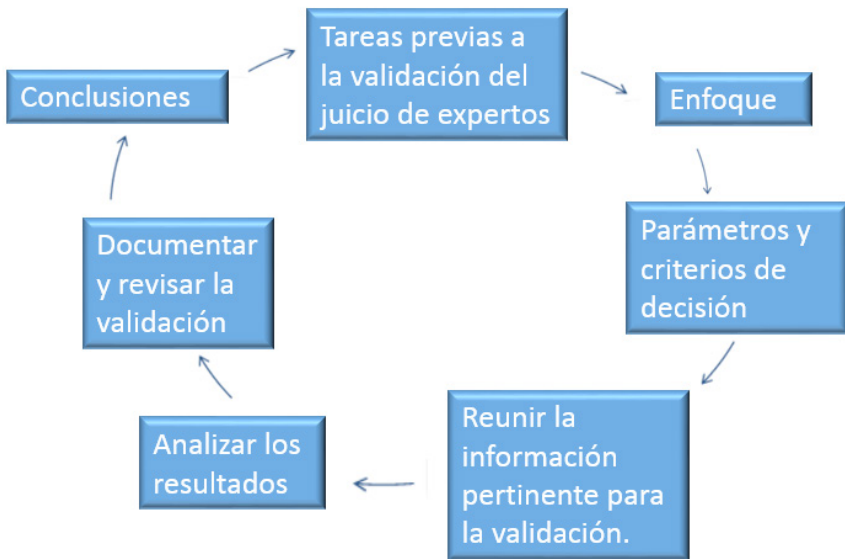 Tareas previas a
la validación del
juicio de expertos
Enfoque
Parámetros y
criterios de
decisión
Reunir la
información
pertinente para
la validación.
Analizar los
resultados
Documentar
y revisar la
validación
Conclusiones